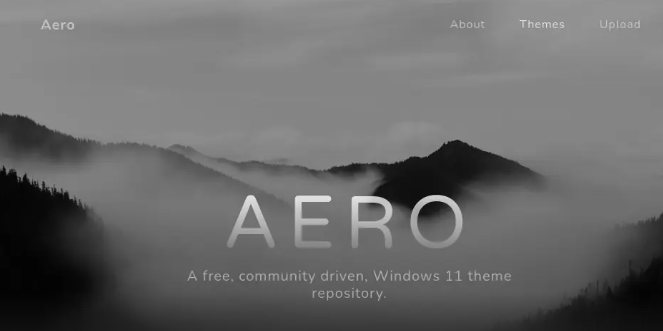 Aero
About Themes Upload
AERO
A free, community driven, Windows 11 theme
repository.